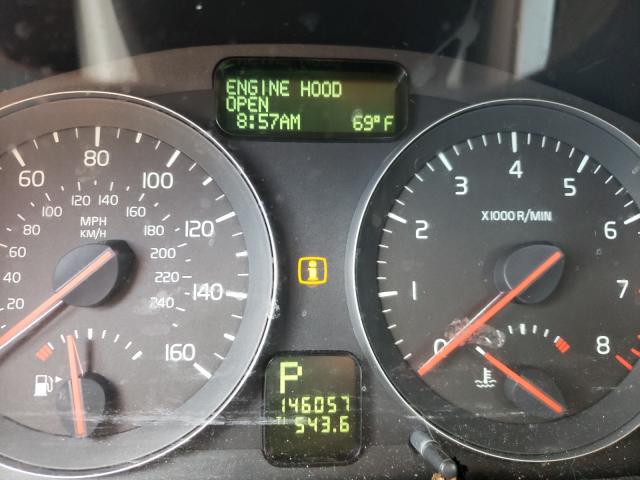 ENGINE HOOD
OPEN
8:57AM 69°F
60 80 100 120 140 160
20 40 60 80 100 120 140 160 180 200 220 240
MPH
KM/H
0 1 2 3 4 5 6 7 8
X1000 R/MIN
i
P
146057
T1 543.6